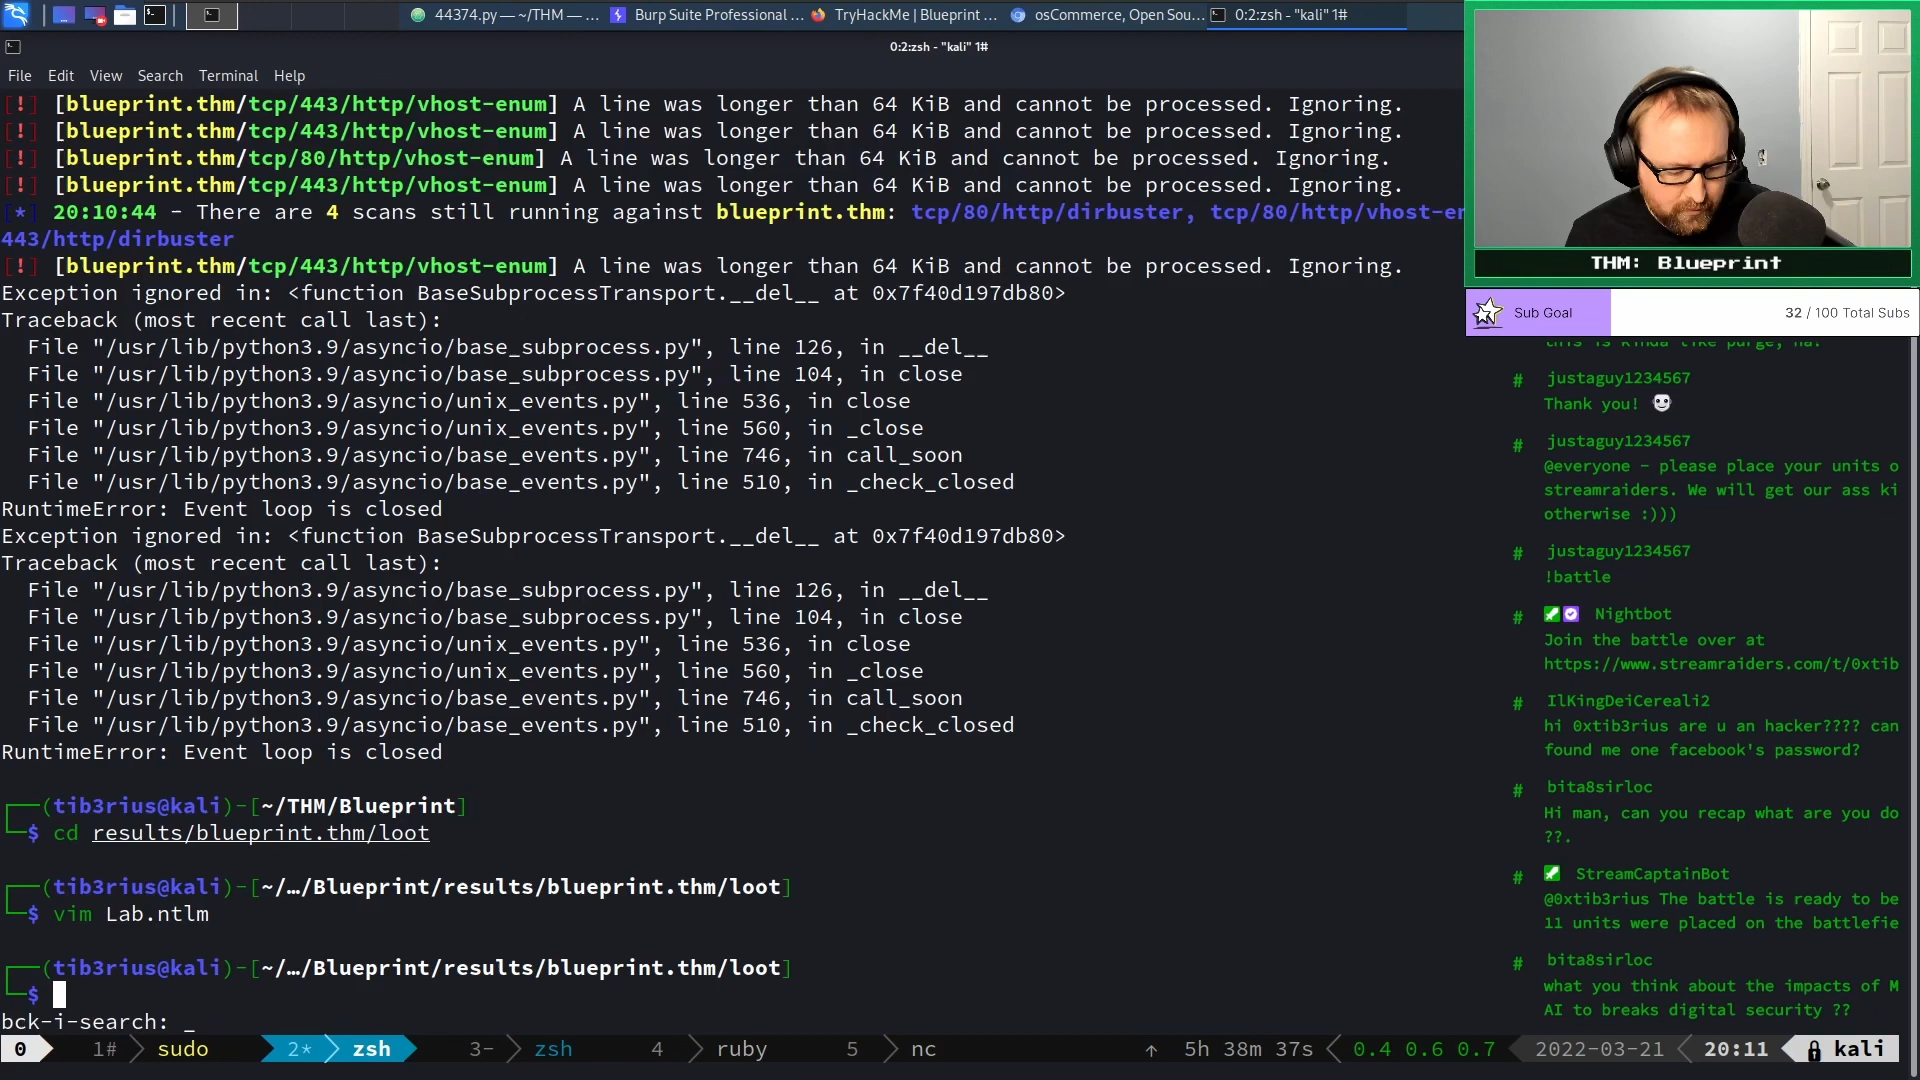 44374.py — ~/THM — ...
Burp Suite Professional ...
TryHackMe | Blueprint ...
osCommerce, Open Sou...
0:2:zsh - "kali" 1#
0:2:zsh - "kali" 1#
File Edit View Search Terminal Help
[!] [blueprint.thm/tcp/443/http/vhost-enum] A line was longer than 64 KiB and cannot be processed. Ignoring.
[!] [blueprint.thm/tcp/443/http/vhost-enum] A line was longer than 64 KiB and cannot be processed. Ignoring.
[!] [blueprint.thm/tcp/80/http/vhost-enum] A line was longer than 64 KiB and cannot be processed. Ignoring.
[!] [blueprint.thm/tcp/443/http/vhost-enum] A line was longer than 64 KiB and cannot be processed. Ignoring.
[*] 20:10:44 - There are 4 scans still running against blueprint.thm: tcp/80/http/dirbuster, tcp/80/http/vhost-en
443/http/dirbuster
[!] [blueprint.thm/tcp/443/http/vhost-enum] A line was longer than 64 KiB and cannot be processed. Ignoring.
Exception ignored in: <function BaseSubprocessTransport.__del__ at 0x7f40d197db80>
Traceback (most recent call last):
  File "/usr/lib/python3.9/asyncio/base_subprocess.py", line 126, in __del__
  File "/usr/lib/python3.9/asyncio/base_subprocess.py", line 104, in close
  File "/usr/lib/python3.9/asyncio/unix_events.py", line 536, in close
  File "/usr/lib/python3.9/asyncio/unix_events.py", line 560, in _close
  File "/usr/lib/python3.9/asyncio/base_events.py", line 746, in call_soon
  File "/usr/lib/python3.9/asyncio/base_events.py", line 510, in _check_closed
RuntimeError: Event loop is closed
Exception ignored in: <function BaseSubprocessTransport.__del__ at 0x7f40d197db80>
Traceback (most recent call last):
  File "/usr/lib/python3.9/asyncio/base_subprocess.py", line 126, in __del__
  File "/usr/lib/python3.9/asyncio/base_subprocess.py", line 104, in close
  File "/usr/lib/python3.9/asyncio/unix_events.py", line 536, in close
  File "/usr/lib/python3.9/asyncio/unix_events.py", line 560, in _close
  File "/usr/lib/python3.9/asyncio/base_events.py", line 746, in call_soon
  File "/usr/lib/python3.9/asyncio/base_events.py", line 510, in _check_closed
RuntimeError: Event loop is closed
(tib3rius@kali)-[~/THM/Blueprint]
$ cd results/blueprint.thm/loot
(tib3rius@kali)-[~/…/Blueprint/results/blueprint.thm/loot]
$ vim Lab.ntlm
(tib3rius@kali)-[~/…/Blueprint/results/blueprint.thm/loot]
$
bck-i-search: _
0 1# sudo 2* zsh 3- zsh 4 ruby 5 nc ↑ 5h 38m 37s 0.4 0.6 0.7 2022-03-21 20:11 kali
THM: Blueprint
Sub Goal 32 / 100 Total Subs
this is kinda like purge, ha!
# justaguy1234567
Thank you!
# justaguy1234567
@everyone - please place your units o
streamraiders. We will get our ass ki
otherwise :)))
# justaguy1234567
!battle
# Nightbot
Join the battle over at
https://www.streamraiders.com/t/0xtib
# IlKingDeiCereali2
hi 0xtib3rius are u an hacker???? can
found me one facebook's password?
# bita8sirloc
Hi man, can you recap what are you do
??.
# StreamCaptainBot
@0xtib3rius The battle is ready to be
11 units were placed on the battlefie
# bita8sirloc
what you think about the impacts of M
AI to breaks digital security ??